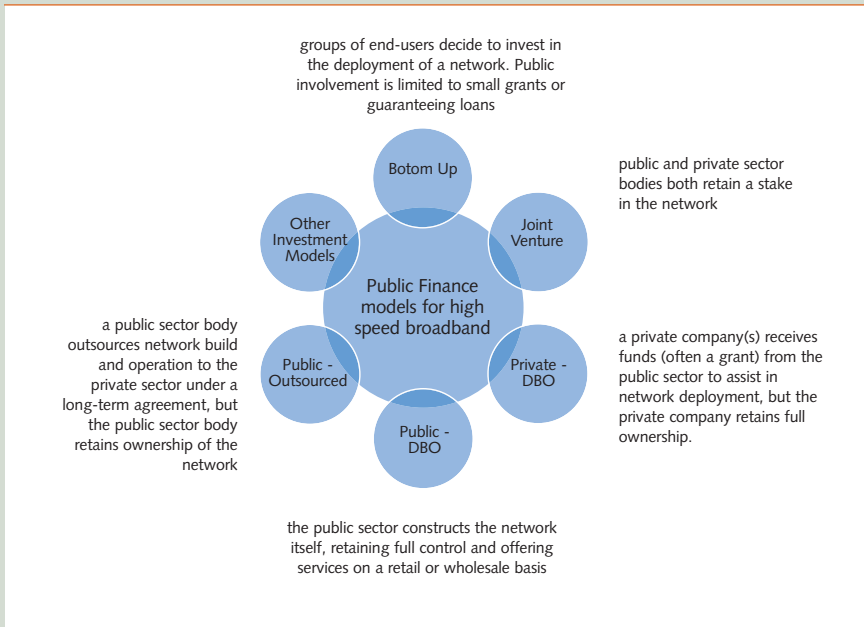 groups of end-users decide to invest in
the deployment of a network. Public
involvement is limited to small grants or
guaranteeing loans
Botom Up
public and private sector
bodies both retain a stake
in the network
Joint
Venture
Other
Investment
Models
Public Finance
models for high
speed broadband
a private company(s) receives
funds (often a grant) from the
public sector to assist in
network deployment, but the
private company retains full
ownership.
Private -
DBO
Public -
DBO
the public sector constructs the network
itself, retaining full control and offering
services on a retail or wholesale basis
Public -
Outsourced
a public sector body
outsources network build
and operation to the
private sector under a
long-term agreement, but
the public sector body
retains ownership of the
network